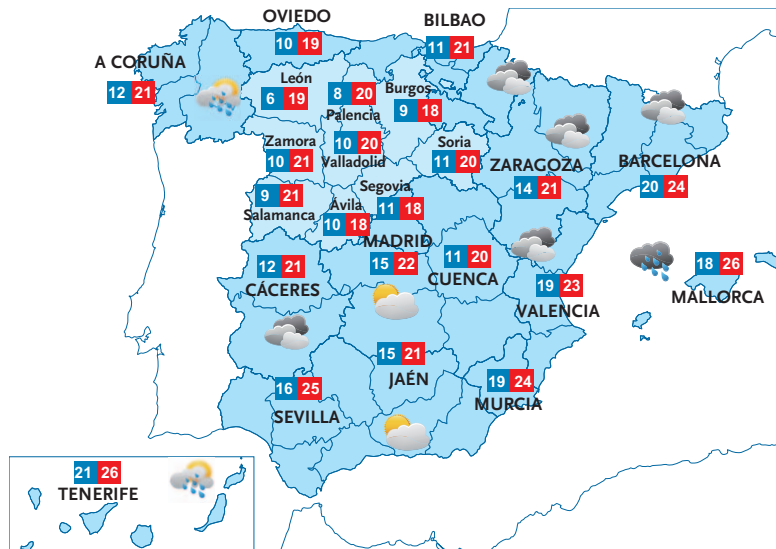 OVIEDO
10 19
BILBAO
11 21
A CORUÑA
12 21
León
6 19
8 20
Palencia
Burgos
9 18
Zamora
10 21
10 20
Valladolid
Soria
11 20
ZARAGOZA
14 21
BARCELONA
20 24
9 21
Salamanca
Segovia
11 18
Ávila
10 18
MADRID
15 22
11 20
CUENCA
12 21
CÁCERES
19 23
VALENCIA
18 26
MALLORCA
15 21
JAÉN
16 25
SEVILLA
19 24
MURCIA
21 26
TENERIFE